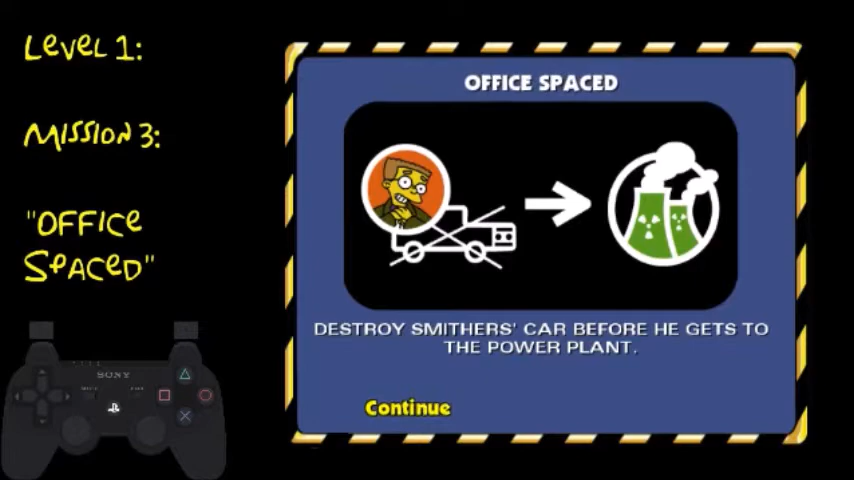 Level 1:
Mission 3:
"Office
Spaced"
OFFICE SPACED
DESTROY SMITHERS' CAR BEFORE HE GETS TO
THE POWER PLANT.
Continue
SONY